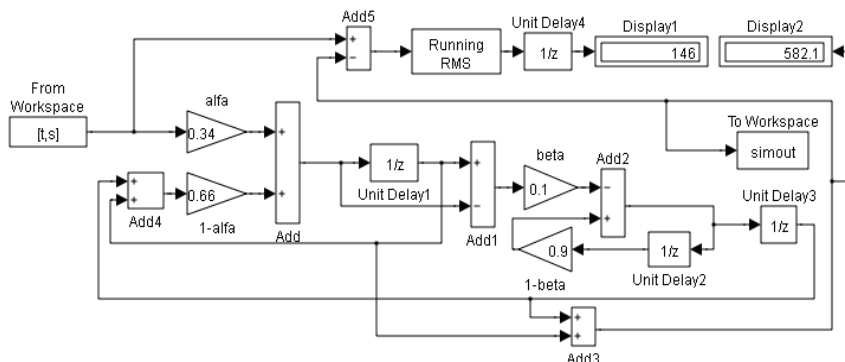 Add5
+
−
Running
RMS
Unit Delay4
1/z
Display1
146
Display2
582.1
From
Workspace
[t,s]
alfa
0.34
+
+
Add
+
+
Add4
0.66
1-alfa
1/z
Unit Delay1
+
−
Add1
beta
0.1
Add2
−
+
To Workspace
simout
Unit Delay3
1/z
0.9
1-beta
1/z
Unit Delay2
+
+
Add3